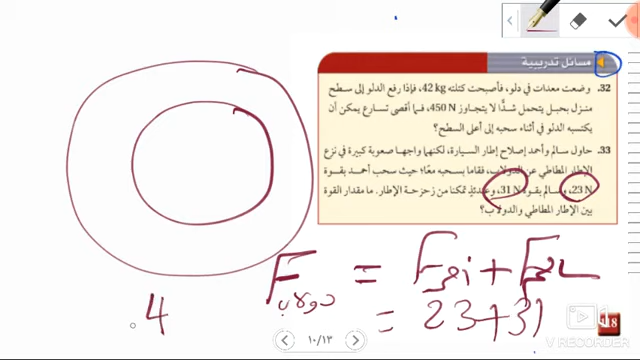 مسائل تدريبية
32. وضعت معدات في دلو، فأصبحت كتلته 42 kg، فإذا رفع الدلو إلى سطح
منزل بحبل يتحمل شدًّا لا يتجاوز 450 N، فما أقصى تسارع يمكن أن
يكتسبه الدلو في أثناء سحبه إلى أعلى السطح؟
33. حاول سالم وأحمد إصلاح إطار السيارة، لكنهما واجها صعوبة كبيرة في نزع
الإطار المطاطي عن الدولاب، فقاما بسحبه معًا؛ حيث سحب أحمد بقوة
23 N، وسالم بقوة 31 N، وعندئذٍ تمكنا من زحزحة الإطار. ما مقدار القوة
بين الإطار المطاطي والدولاب؟
F دولاب = F + F
= 23+31
4
١٠/١٣
18
VIVORECORD